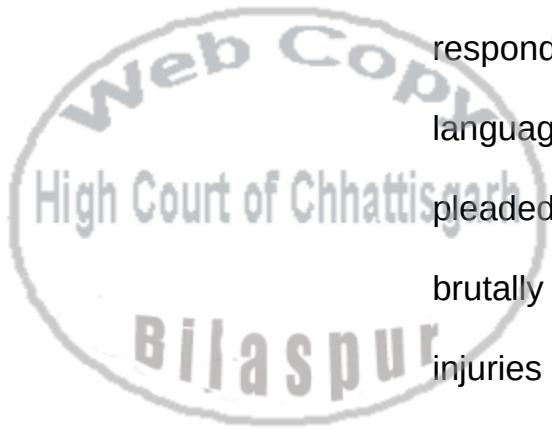 Web Copy
respond
languag
High Court of Chhattisgarh
pleaded
brutally
Bilaspur
injuries